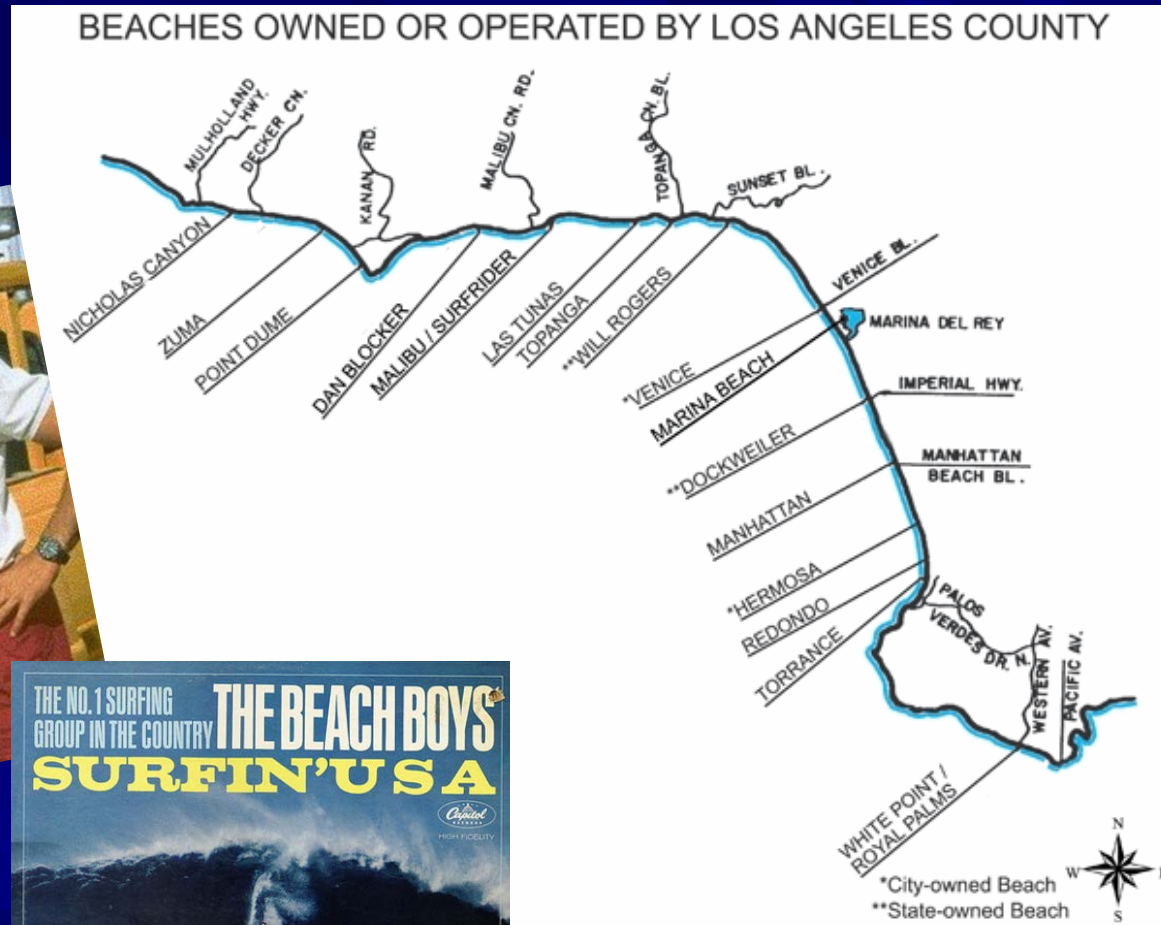 BEACHES OWNED OR OPERATED BY LOS ANGELES COUNTY
MULHOLLAND
HWY.
DECKER CN.
KANAN RD.
MALIBU CN. RD.
TOPANGA CN. BL.
SUNSET BL.
NICHOLAS CANYON
ZUMA
POINT DUME
DAN BLOCKER
MALIBU / SURFRIDER
LAS TUNAS
TOPANGA
**WILL ROGERS
VENICE BL.
MARINA DEL REY
*VENICE
MARINA BEACH
IMPERIAL HWY.
**DOCKWEILER
MANHATTAN
BEACH BL.
MANHATTAN
*HERMOSA
REDONDO
TORRANCE
PALOS
VERDES DR. N.
WESTERN AV.
PACIFIC AV.
WHITE POINT /
ROYAL PALMS
N
W
S
*City-owned Beach
**State-owned Beach
THE NO. 1 SURFING
GROUP IN THE COUNTRY
THE BEACH BOYS
SURFIN' USA
Capitol
RECORDS
HIGH FIDELITY